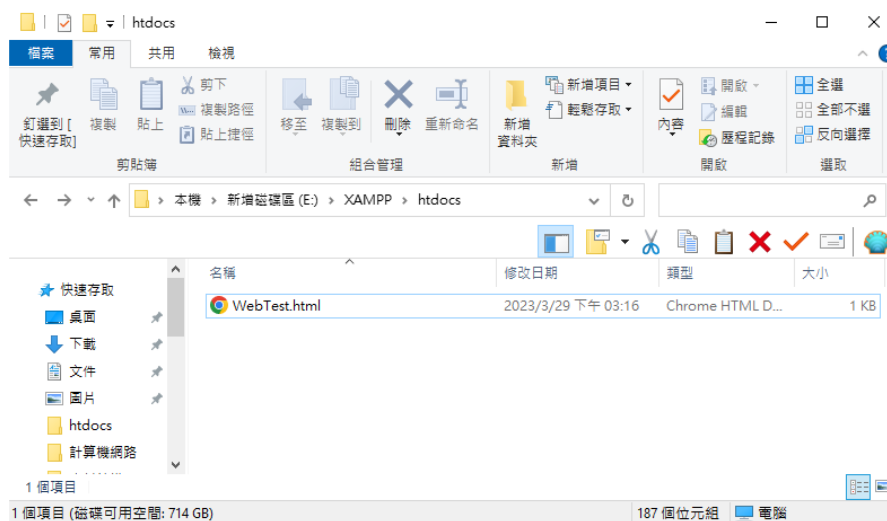 htdocs
檔案 常用 共用 檢視
釘選到 [快速存取]
複製
貼上
剪下
複製路徑
貼上捷徑
剪貼簿
移至
複製到
刪除
重新命名
組合管理
新增
資料夾
新增項目
輕鬆存取
新增
內容
開啟
編輯
歷程記錄
開啟
全選
全部不選
反向選擇
選取
本機 > 新增磁碟區 (E:) > XAMPP > htdocs
名稱 修改日期 類型 大小
WebTest.html 2023/3/29 下午 03:16 Chrome HTML D... 1 KB
快速存取
桌面
下載
文件
圖片
htdocs
計算機網路
1 個項目
1 個項目 (磁碟可用空間: 714 GB) 187 個位元組 電腦